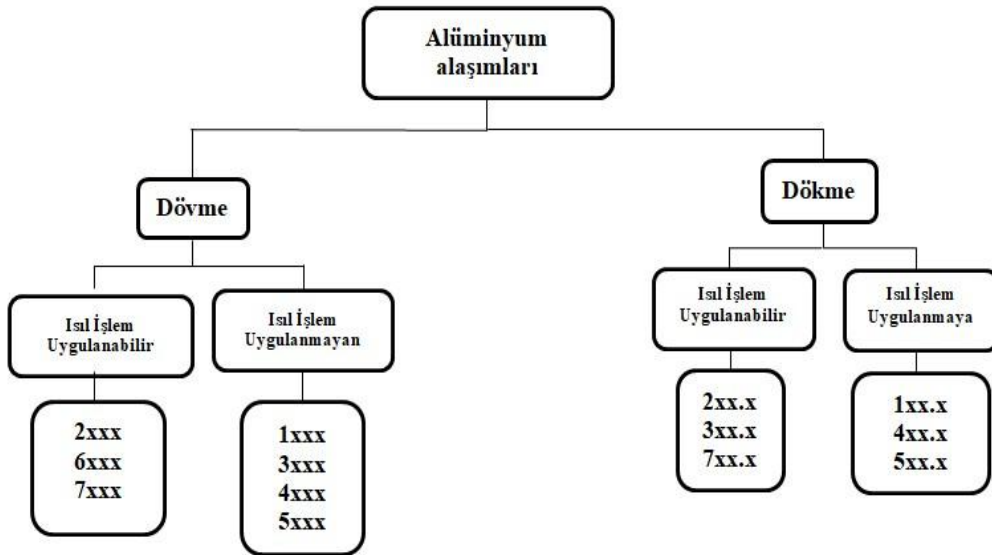 Alüminyum
alaşımları
Dövme
Dökme
Isıl İşlem
Uygulanabilir
Isıl İşlem
Uygulanmayan
Isıl İşlem
Uygulanabilir
Isıl İşlem
Uygulanmaya
2xxx
6xxx
7xxx
1xxx
3xxx
4xxx
5xxx
2xx.x
3xx.x
7xx.x
1xx.x
4xx.x
5xx.x